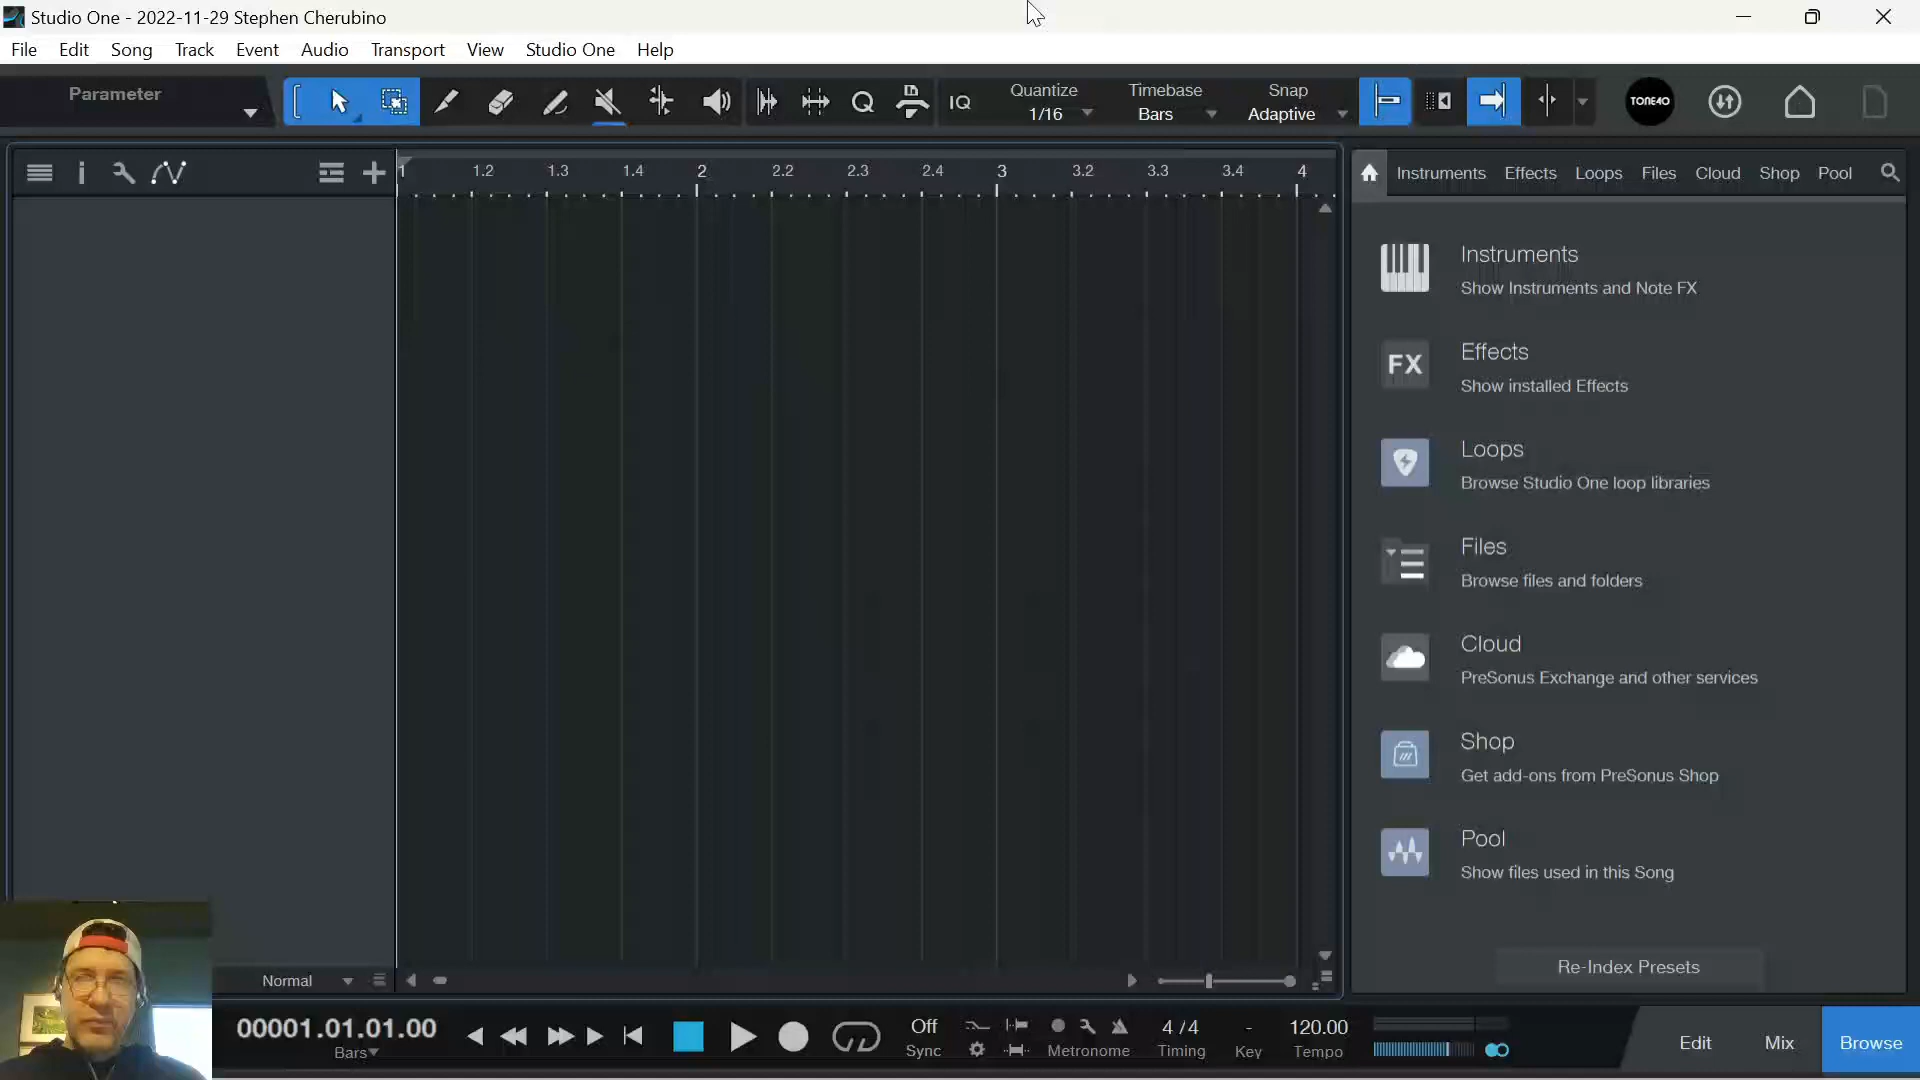 Studio One - 2022-11-29 Stephen Cherubino
File Edit Song Track Event Audio Transport View Studio One Help
Parameter
IQ
Quantize
1/16
Timebase
Bars
Snap
Adaptive
TONE40
1 1.2 1.3 1.4 2 2.2 2.3 2.4 3 3.2 3.3 3.4 4
Instruments Effects Loops Files Cloud Shop Pool
Instruments
Show Instruments and Note FX
FX
Effects
Show installed Effects
Loops
Browse Studio One loop libraries
Files
Browse files and folders
Cloud
PreSonus Exchange and other services
Shop
Get add-ons from PreSonus Shop
Pool
Show files used in this Song
Re-Index Presets
Normal
00001.01.01.00
Bars
Off
Sync
Metronome
4 / 4
Timing
-
Key
120.00
Tempo
Edit Mix Browse